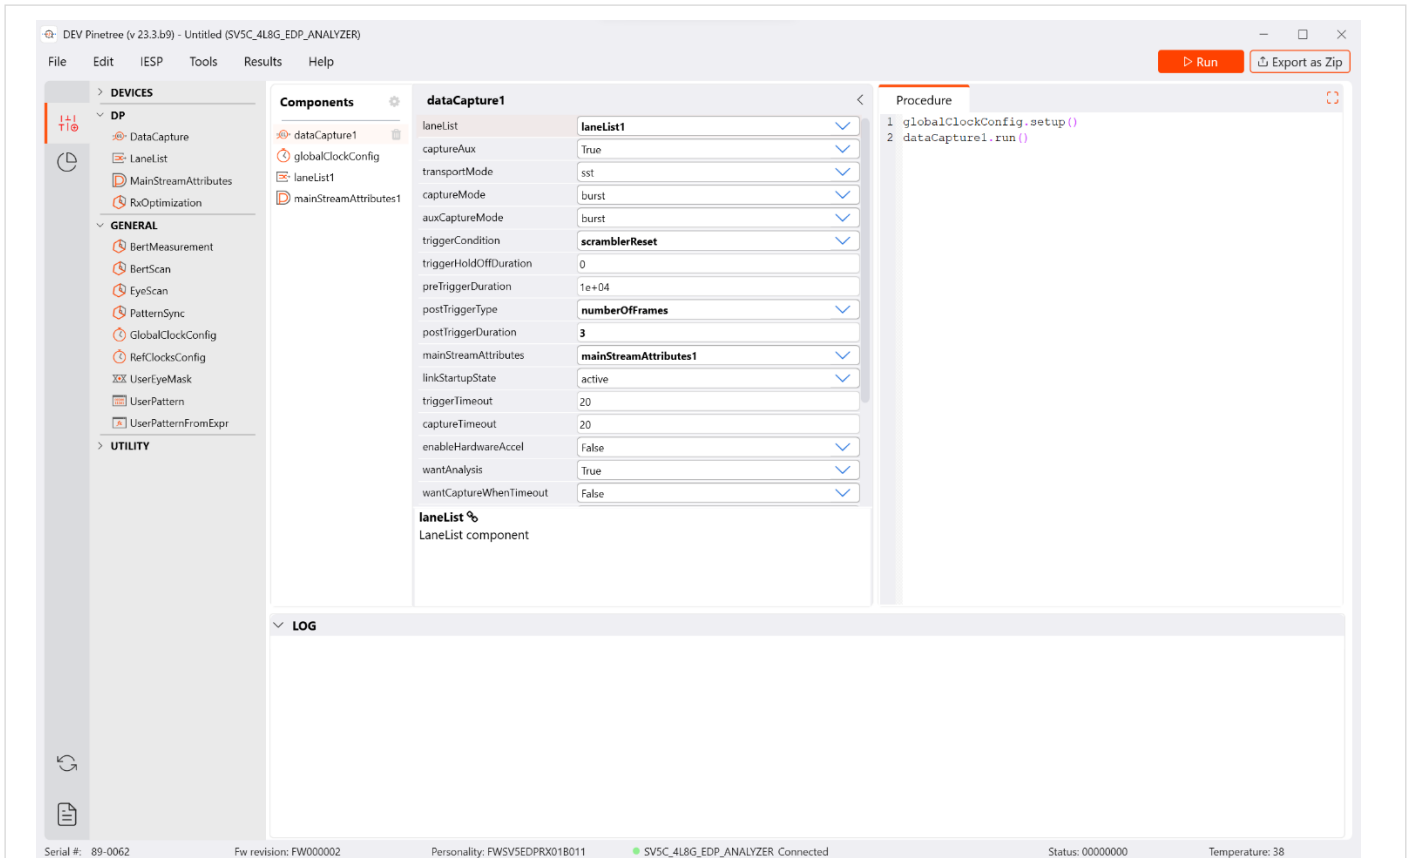 DEV Pinetree (v 23.3.b9) - Untitled (SV5C_4L8G_EDP_ANALYZER)
File Edit IESP Tools Results Help
Run
Export as Zip
DEVICES
DP
DataCapture
LaneList
MainStreamAttributes
RxOptimization
GENERAL
BertMeasurement
BertScan
EyeScan
PatternSync
GlobalClockConfig
RefClocksConfig
UserEyeMask
UserPattern
UserPatternFromExpr
UTILITY
Components
dataCapture1
globalClockConfig
laneList1
mainStreamAttributes1
dataCapture1
laneList laneList1
captureAux True
transportMode sst
captureMode burst
auxCaptureMode burst
triggerCondition scramblerReset
triggerHoldOffDuration 0
preTriggerDuration 1e+04
postTriggerType numberOfFrames
postTriggerDuration 3
mainStreamAttributes mainStreamAttributes1
linkStartupState active
triggerTimeout 20
captureTimeout 20
enableHardwareAccel False
wantAnalysis True
wantCaptureWhenTimeout False
laneList
LaneList component
Procedure
1 globalClockConfig.setup()
2 dataCapture1.run()
LOG
Serial #: 89-0062 Fw revision: FW000002 Personality: FWSV5EDPRX01B011 SV5C_4L8G_EDP_ANALYZER Connected Status: 00000000 Temperature: 38